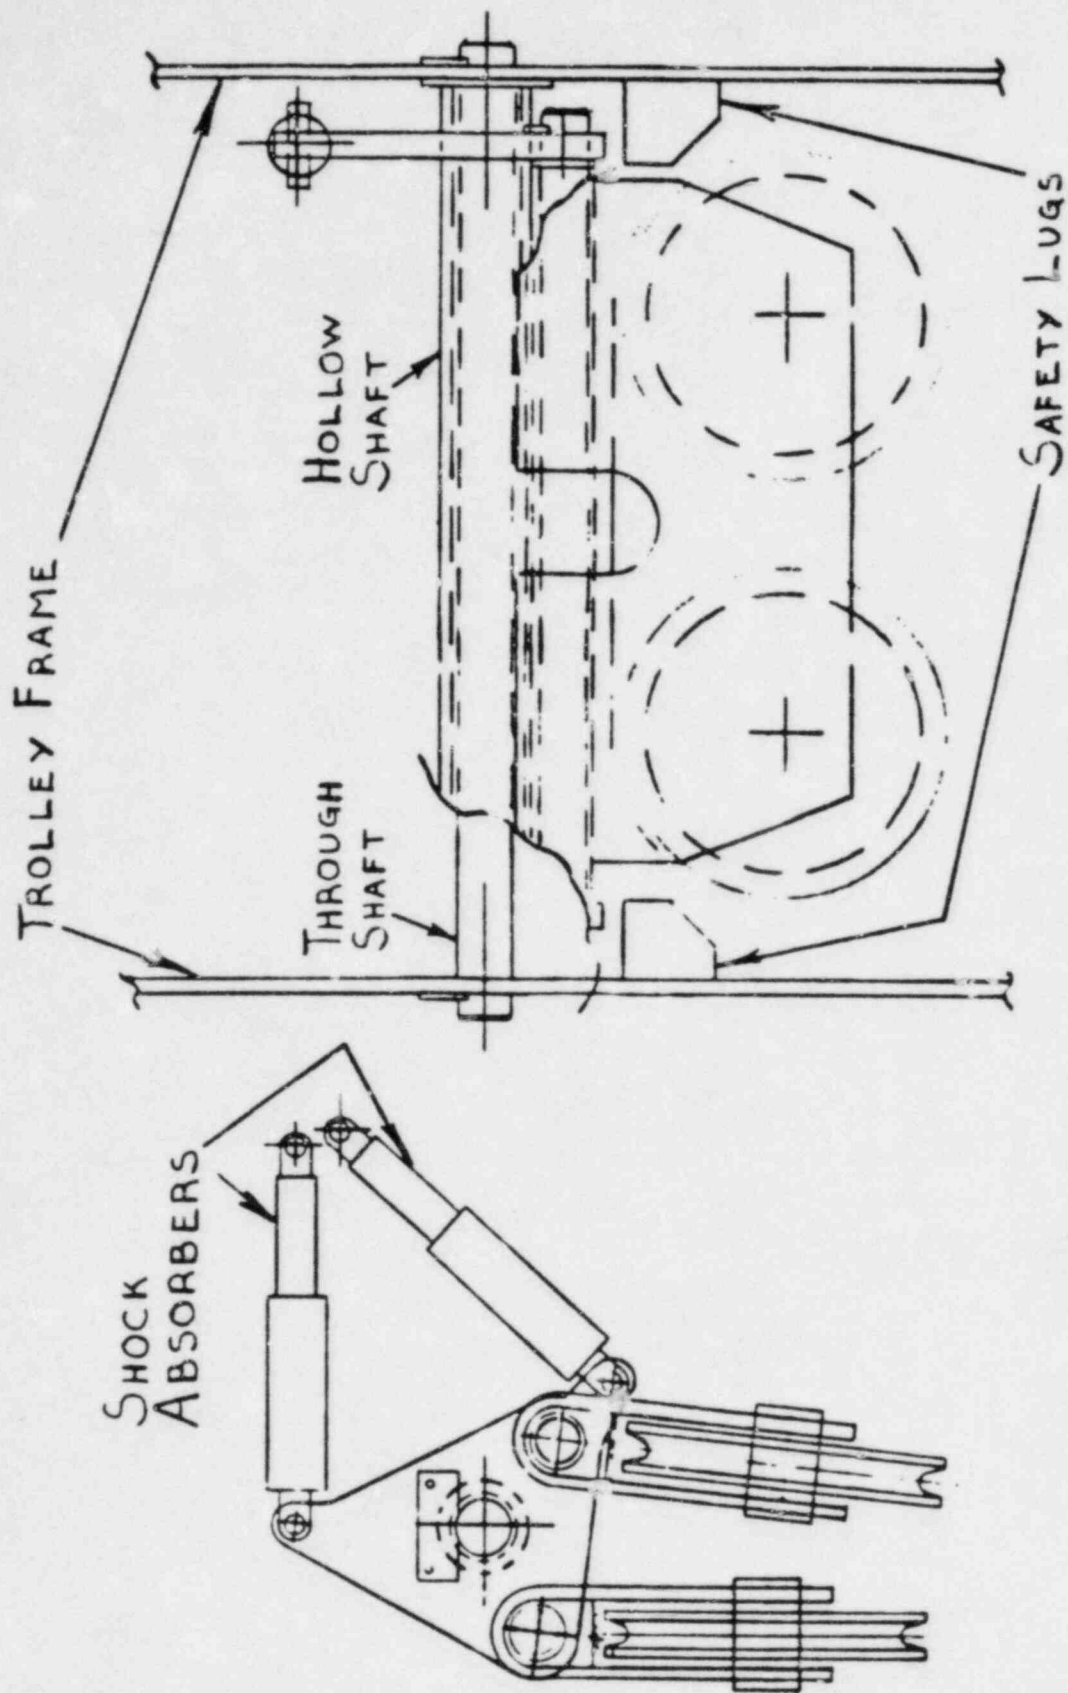 TROLLEY FRAME
HOLLOW
SHAFT
THROUGH
SHAFT
SAFETY LUGS
SHOCK
ABSORBERS